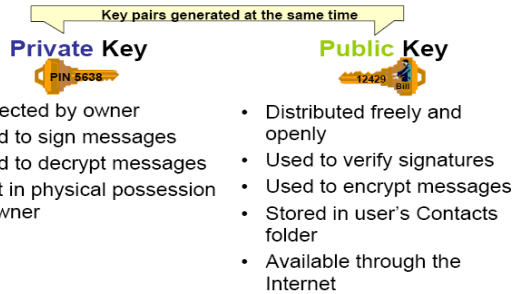 Key pairs generated at the same time
Private Key
PIN 5638
ected by owner
d to sign messages
d to decrypt messages
t in physical possession
wner
Public Key
12429
Bill
• Distributed freely and
openly
• Used to verify signatures
• Used to encrypt messages
• Stored in user's Contacts
folder
• Available through the
Internet